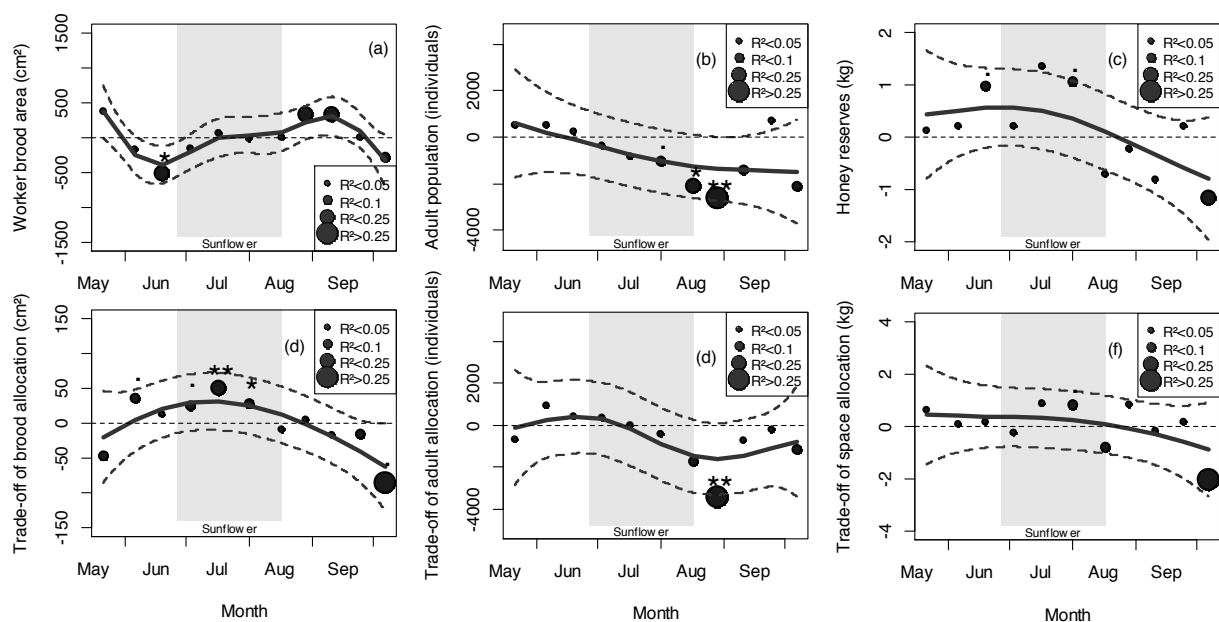 Worker brood area (cm²)
1500
500
0
-500
-1500
(a)
R²<0.05
R²<0.1
R²<0.25
R²>0.25
*
Sunflower
May Jun Jul Aug Sep
Adult population (individuals)
2000
0
-4000
(b)
R²<0.05
R²<0.1
R²<0.25
R²>0.25
*
**
Sunflower
May Jun Jul Aug Sep
Honey reserves (kg)
2
1
0
-1
-2
(c)
R²<0.05
R²<0.1
R²<0.25
R²>0.25
Sunflower
May Jun Jul Aug Sep
Trade-off of brood allocation (cm²)
150
50
0
-50
-150
(d)
R²<0.05
R²<0.1
R²<0.25
R²>0.25
**
*
Sunflower
May Jun Jul Aug Sep
Month
Trade-off of adult allocation (individuals)
2000
0
-4000
(d)
R²<0.05
R²<0.1
R²<0.25
R²>0.25
**
Sunflower
May Jun Jul Aug Sep
Month
Trade-off of space allocation (kg)
4
2
0
-2
-4
(f)
R²<0.05
R²<0.1
R²<0.25
R²>0.25
Sunflower
May Jun Jul Aug Sep
Month